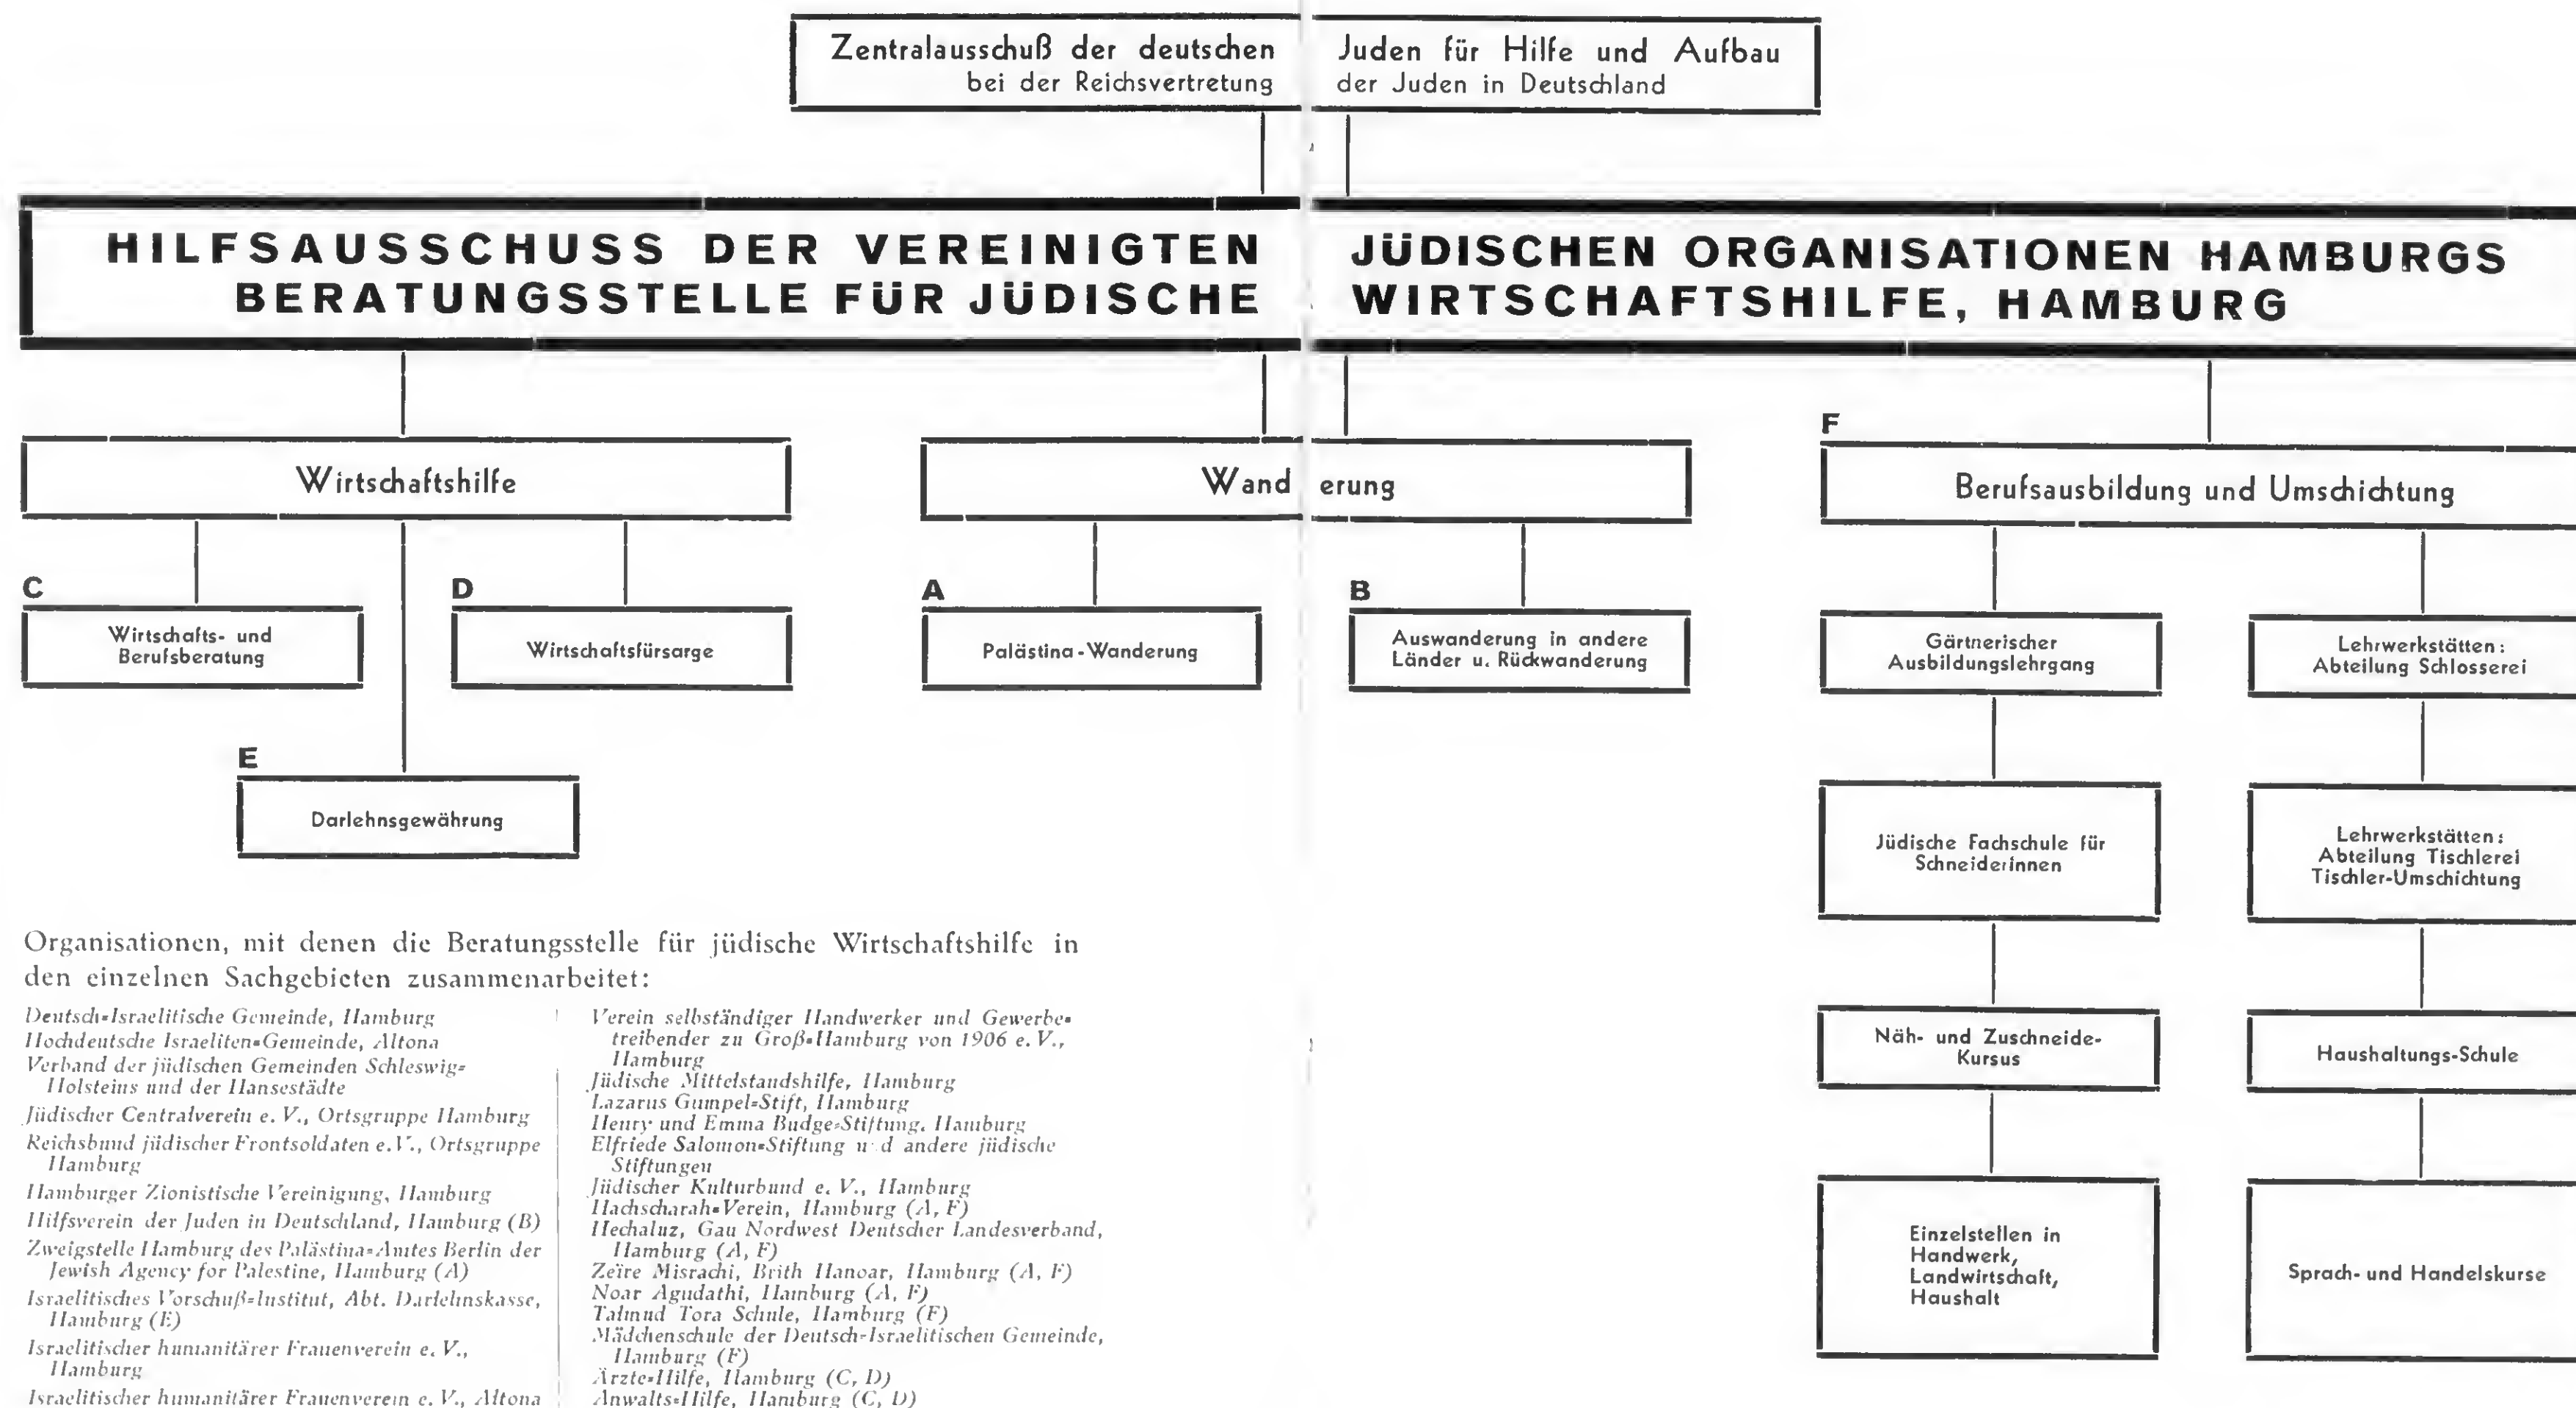 Zentralausschuß der deutschen Juden für Hilfe und Aufbau
bei der Reichsvertretung der Juden in Deutschland
HILFSAUSSCHUSS DER VEREINIGTEN JÜDISCHEN ORGANISATIONEN HAMBURGS
BERATUNGSSTELLE FÜR JÜDISCHE WIRTSCHAFTSHILFE, HAMBURG
Wirtschaftshilfe
Wanderung
F
Berufsausbildung und Umschichtung
C
Wirtschafts- und
Berufsberatung
D
Wirtschaftsfürsarge
E
Darlehnsgewährung
A
Palästina-Wanderung
B
Auswanderung in andere
Länder u. Rückwanderung
Gärtnerischer
Ausbildungslehrgang
Lehrwerkstätten:
Abteilung Schlosserei
Jüdische Fachschule für
Schneiderinnen
Lehrwerkstätten:
Abteilung Tischlerei
Tischler-Umschichtung
Näh- und Zuschneide-
Kursus
Haushaltungs-Schule
Einzelstellen in
Handwerk,
Landwirtschaft,
Haushalt
Sprach- und Handelskurse
Organisationen, mit denen die Beratungsstelle für jüdische Wirtschaftshilfe in
den einzelnen Sachgebieten zusammenarbeitet:
Deutsch-Israelitische Gemeinde, Hamburg
Hochdeutsche Israeliten-Gemeinde, Altona
Verband der jüdischen Gemeinden Schleswig-
Holsteins und der Hansestädte
Jüdischer Centralverein e. V., Ortsgruppe Hamburg
Reichsbund jüdischer Frontsoldaten e. V., Ortsgruppe
Hamburg
Hamburger Zionistische Vereinigung, Hamburg
Hilfsverein der Juden in Deutschland, Hamburg (B)
Zweigstelle Hamburg des Palästina-Amtes Berlin der
Jewish Agency for Palestine, Hamburg (A)
Israelitisches Vorschuß-Institut, Abt. Darlehnskasse,
Hamburg (E)
Israelitischer humanitärer Frauenverein e. V.,
Hamburg
Israelitischer humanitärer Frauenverein e. V., Altona
Verein selbständiger Handwerker und Gewerbe-
treibender zu Groß-Hamburg von 1906 e. V.,
Hamburg
Jüdische Mittelstandshilfe, Hamburg
Lazarus Gumpel-Stift, Hamburg
Henry und Emma Budge-Stiftung, Hamburg
Elfriede Salomon-Stiftung u d andere jüdische
Stiftungen
Jüdischer Kulturbund e. V., Hamburg
Hachscharah-Verein, Hamburg (A, F)
Hechaluz, Gau Nordwest Deutscher Landesverband,
Hamburg (A, F)
Zeïre Misrachi, Brith Hanoar, Hamburg (A, F)
Noar Agudathi, Hamburg (A, F)
Talmud Tora Schule, Hamburg (F)
Mädchenschule der Deutsch-Israelitischen Gemeinde,
Hamburg (F)
Ärzte-Hilfe, Hamburg (C, D)
Anwalts-Hilfe, Hamburg (C, D)